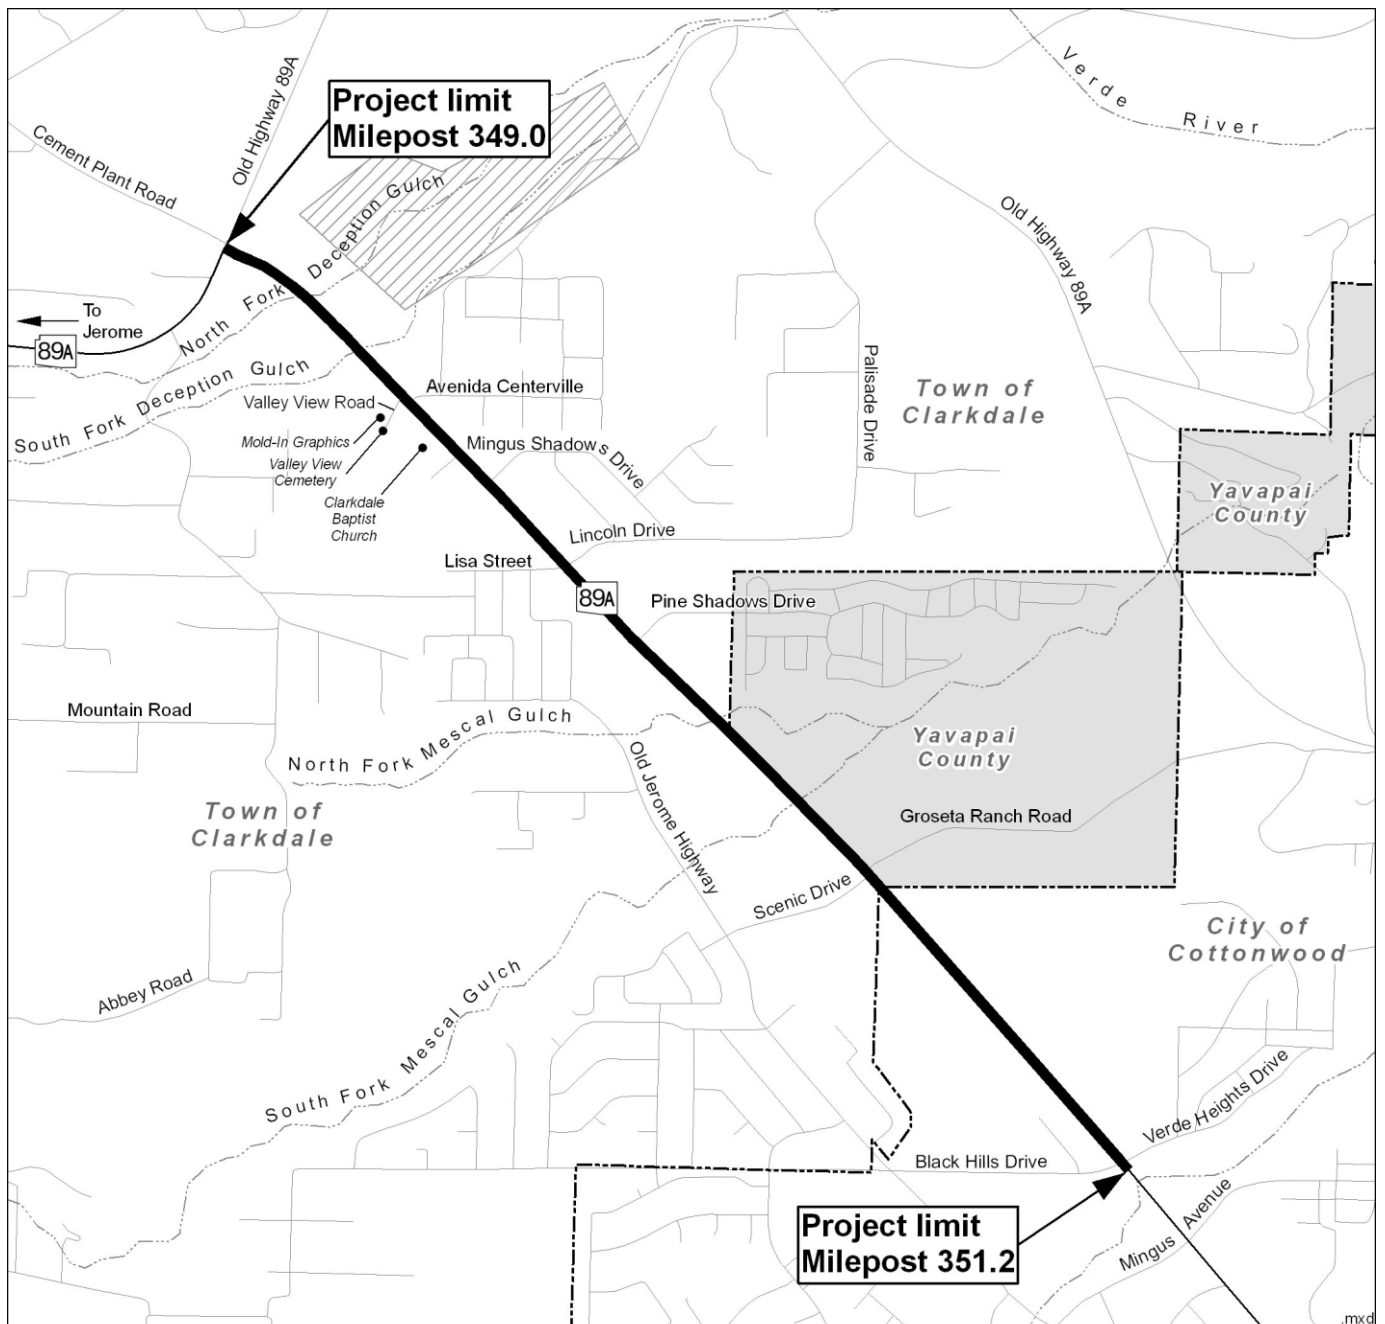 Verde
River
Project limit
Milepost 349.0
Old Highway 89A
Cement Plant Road
North Fork Deception Gulch
Old Highway 89A
To
Jerome
89A
South Fork Deception Gulch
Avenida Centerville
Valley View Road
Palisade Drive
Town of
Clarkdale
Mold-In Graphics
Mingus Shadows Drive
Valley View
Cemetery
Clarkdale
Baptist
Church
Yavapai
County
Lincoln Drive
Lisa Street
89A
Pine Shadows Drive
Mountain Road
North Fork Mescal Gulch
Yavapai
County
Old Jerome Highway
Town of
Clarkdale
Groseta Ranch Road
Scenic Drive
City of
Cottonwood
Abbey Road
South Fork Mescal Gulch
Verde Heights Drive
Black Hills Drive
Project limit
Milepost 351.2
Mingus Avenue
.mxd